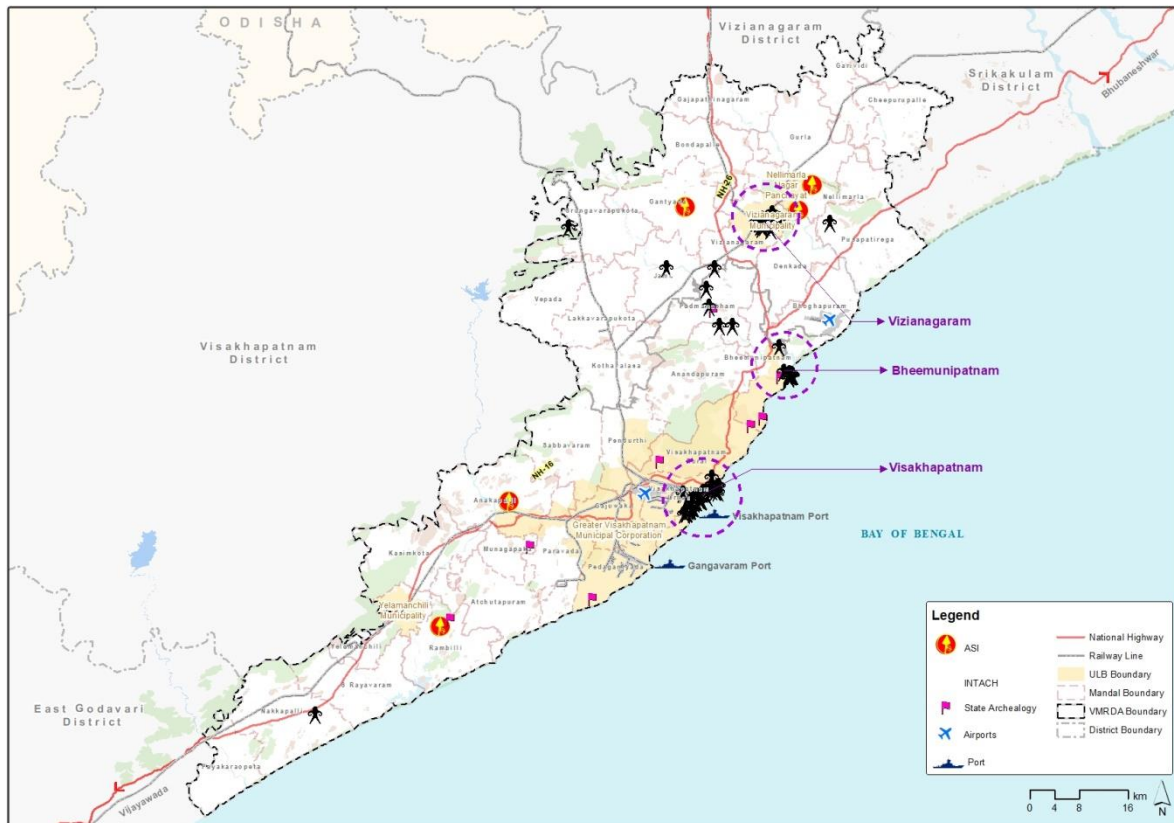 ODISHA
Vizianagaram
District
Srikakulam
District
Bhubaneshwar
Garividi
Cheepurupalle
Gajapathinagaram
Gurla
Bondapalle
NH-26
Nellimarla
Nagar
Panchayat
Nellimarla
Vizianagaram
Municipality
Pusapatirega
Vizianagaram
Denkada
Jami
Vepada
Padmanabham
Bhoghapuram
Lakkavarapukota
Vizianagaram
Visakhapatnam
District
Bheemunipatnam
Kothavalasa
Anandapuram
Bheemunipatnam
Sabbavaram
Pendurthi
Visakhapatnam
Visakhapatnam
NH-16
Anakapalli
Gajuwaka
Visakhapatnam Port
Greater Visakhapatnam
Municipal Corporation
BAY OF BENGAL
Kasimkota
Munagapaka
Paravada
Pedagantyada
Gangavaram Port
Yelamanchili
Municipality
Atchutapuram
Rambilli
Yelamanchili
S Rayavaram
East Godavari
District
Nakkapalli
Payakaraopeta
Vijayawada
Legend
ASI
INTACH
State Archealogy
Airports
Port
National Highway
Railway Line
ULB Boundary
Mandal Boundary
VMRDA Boundary
District Boundary
km
0 4 8 16
N